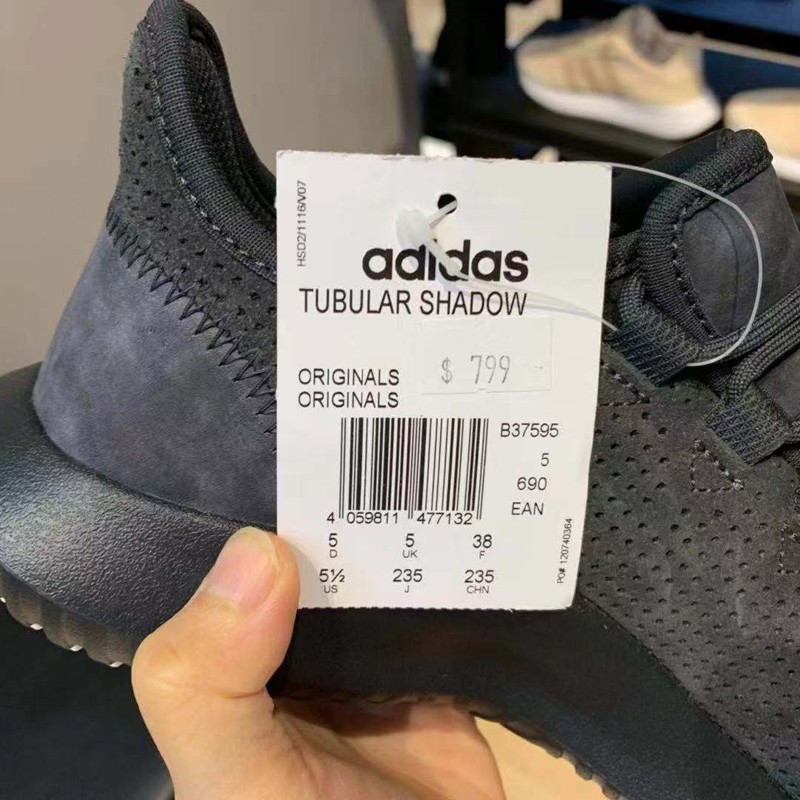 HSD2/1116/V07
adidas
TUBULAR SHADOW
$ 799
ORIGINALS
ORIGINALS
B37595
5
690
EAN
4 059811 477132
5 5 38
D UK F
5½ 235 235
US J CHN
PO# 120740364